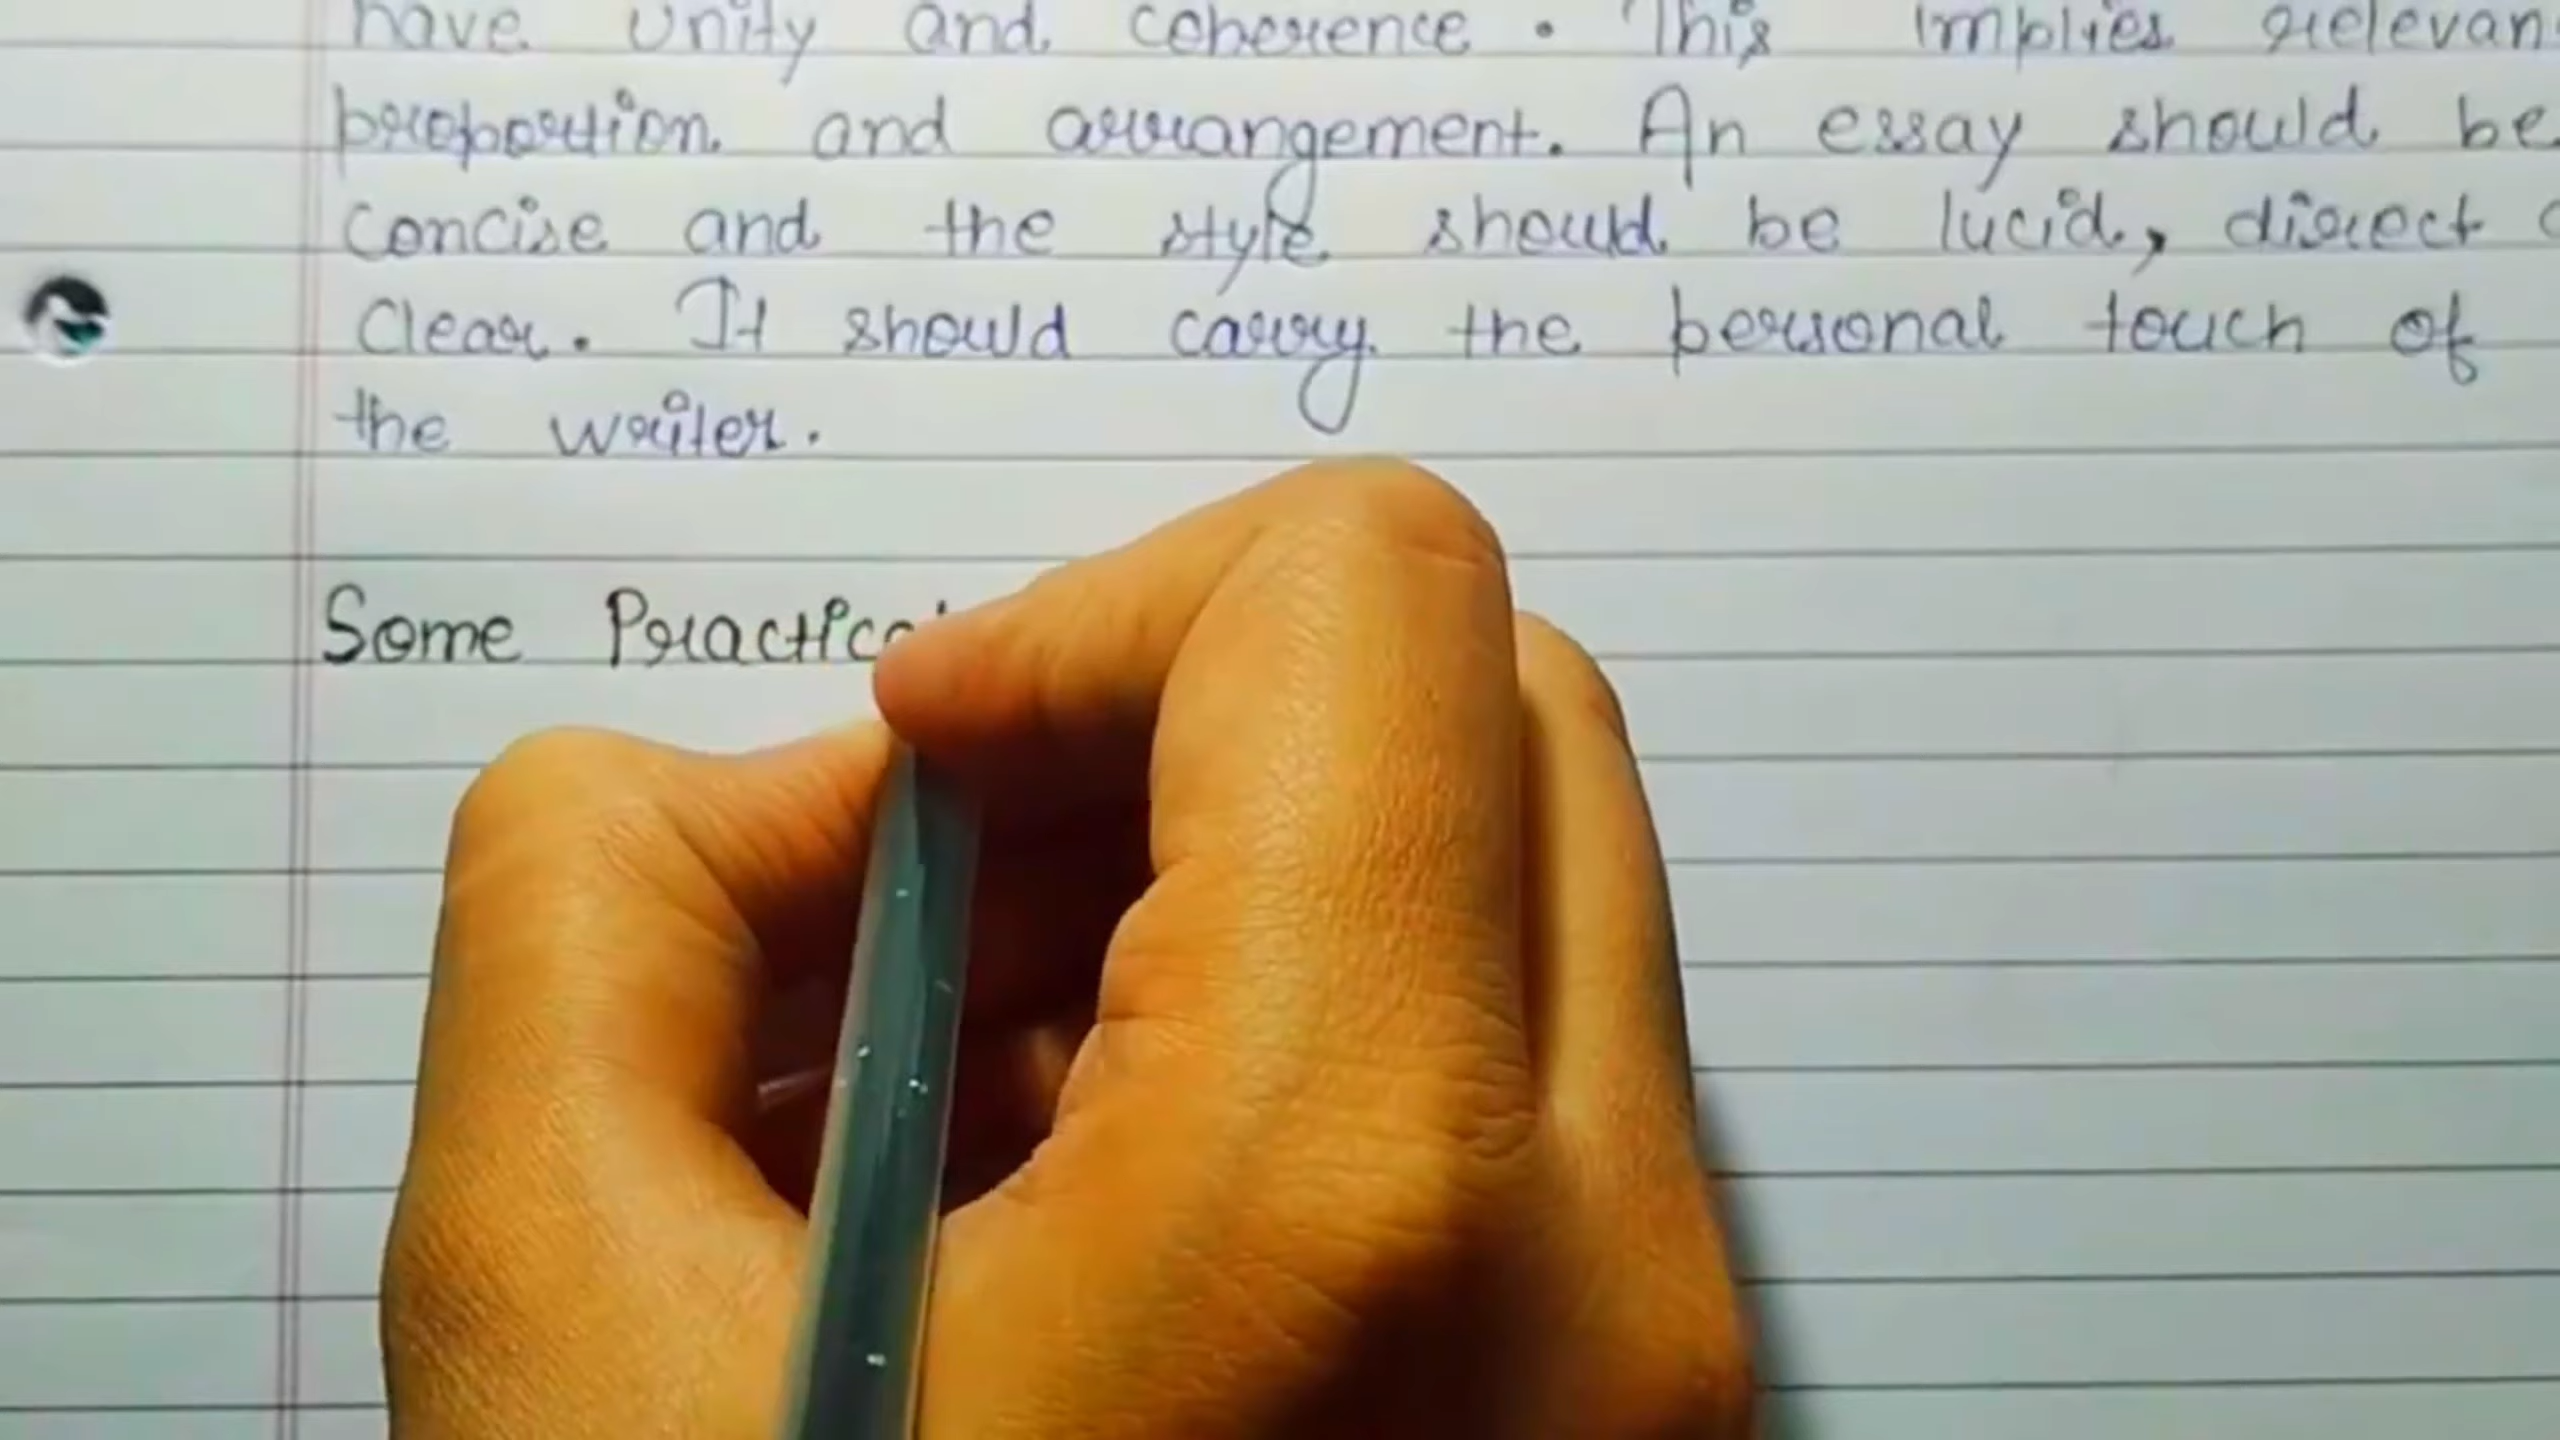 have unity and coherence. This implies relevan
proportion and arrangement. An essay should be
concise and the style should be lucid, direct
Clear. It should carry the personal touch of
the writer.
Some Practica